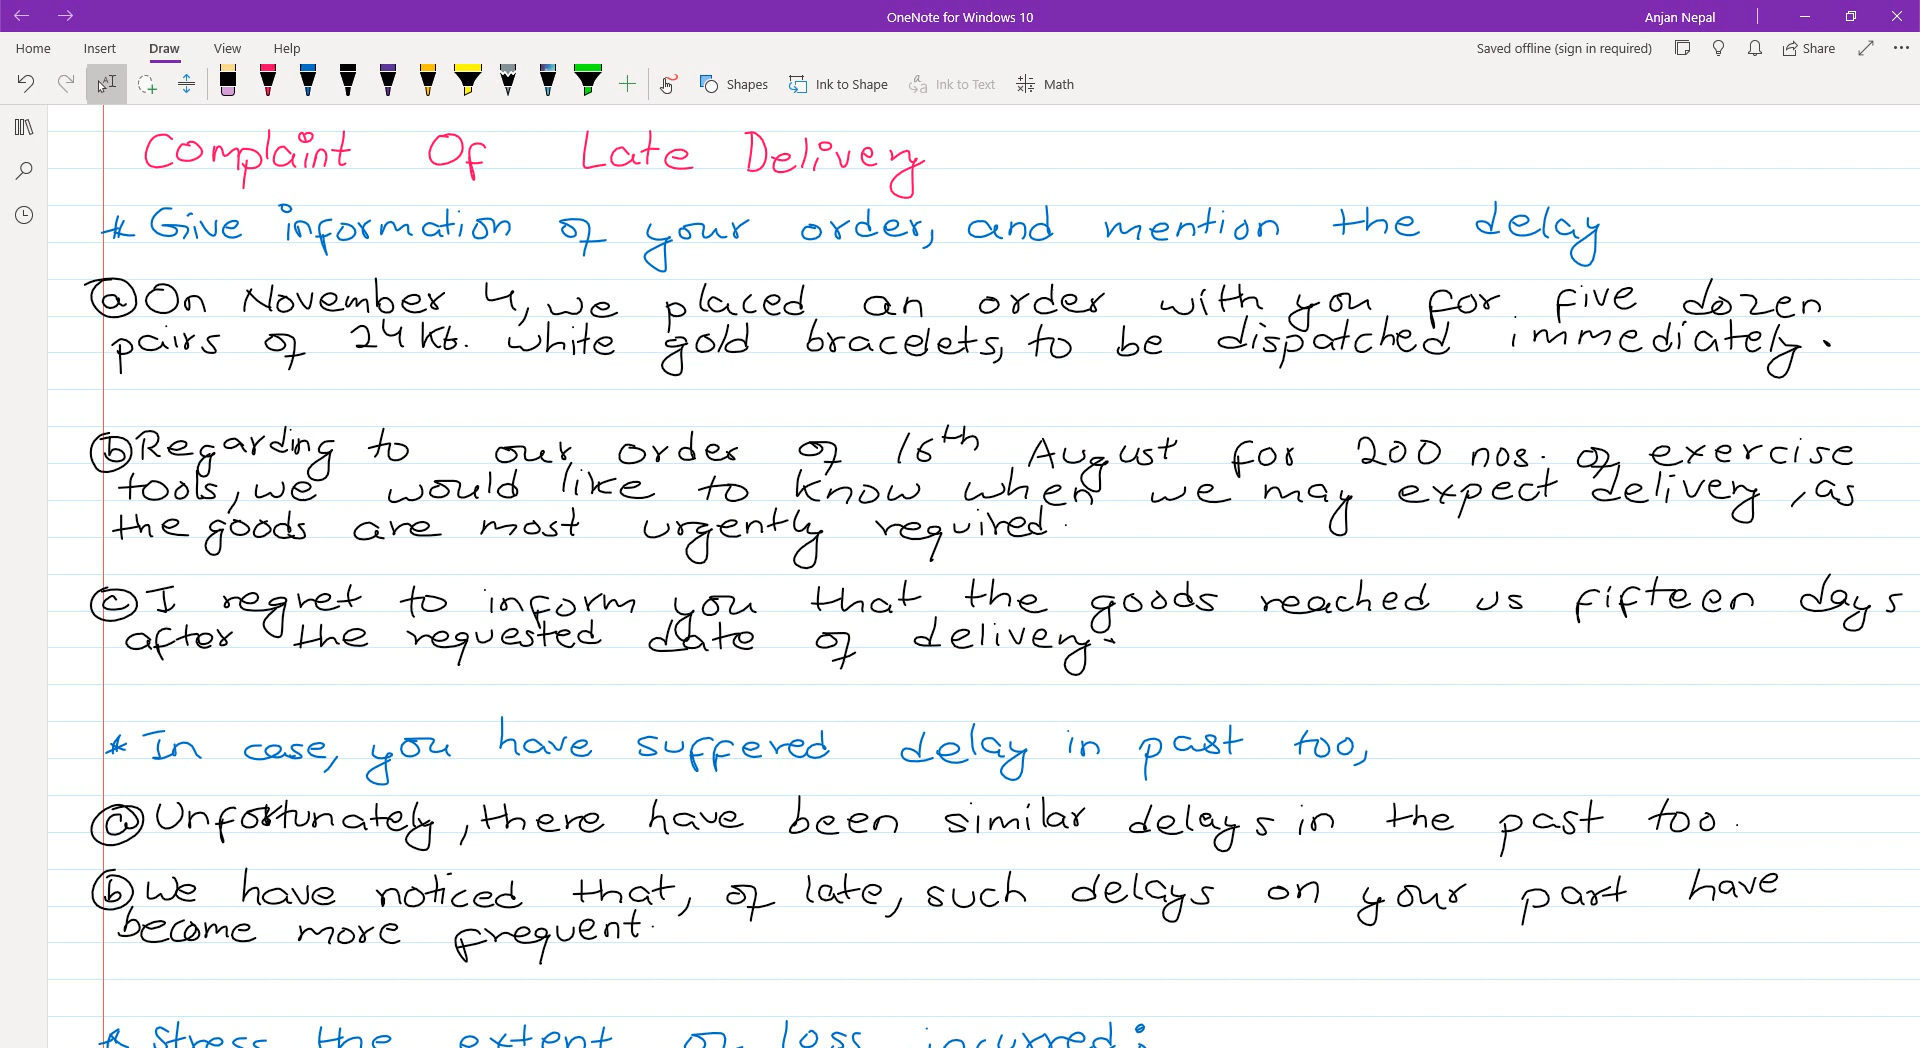 OneNote for Windows 10
Anjan Nepal
Home Insert Draw View Help
Saved offline (sign in required)
Share
Shapes
Ink to Shape
Ink to Text
Math
Complaint Of Late Delivery
* Give information of your order, and mention the delay
ⓐ On November 4, we placed an order with you for five dozen
pairs of 24 Kt. white gold bracelets, to be dispatched immediately.
ⓑ Regarding to our order of 16th August for 200 nos. of exercise
tools, we would like to know when we may expect delivery, as
the goods are most urgently required.
ⓒ I regret to inform you that the goods reached us fifteen days
after the requested date of delivery.
* In case, you have suffered delay in past too,
ⓐ Unfortunately, there have been similar delays in the past too.
ⓑ We have noticed that, of late, such delays on your part have
become more frequent.
* Stress the extent of loss incurred: